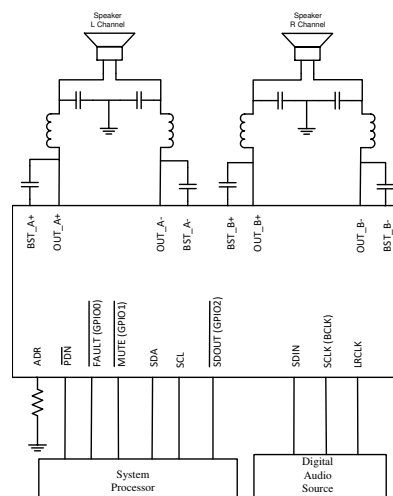 Speaker
L Channel
Speaker
R Channel
BST_A+
OUT_A+
OUT_A-
BST_A-
BST_B+
OUT_B+
OUT_B-
BST_B-
ADR
PDN
FAULT (GPIO0)
MUTE (GPIO1)
SDA
SCL
SDOUT (GPIO2)
SDIN
SCLK (BCLK)
LRCLK
System
Processor
Digital
Audio
Source